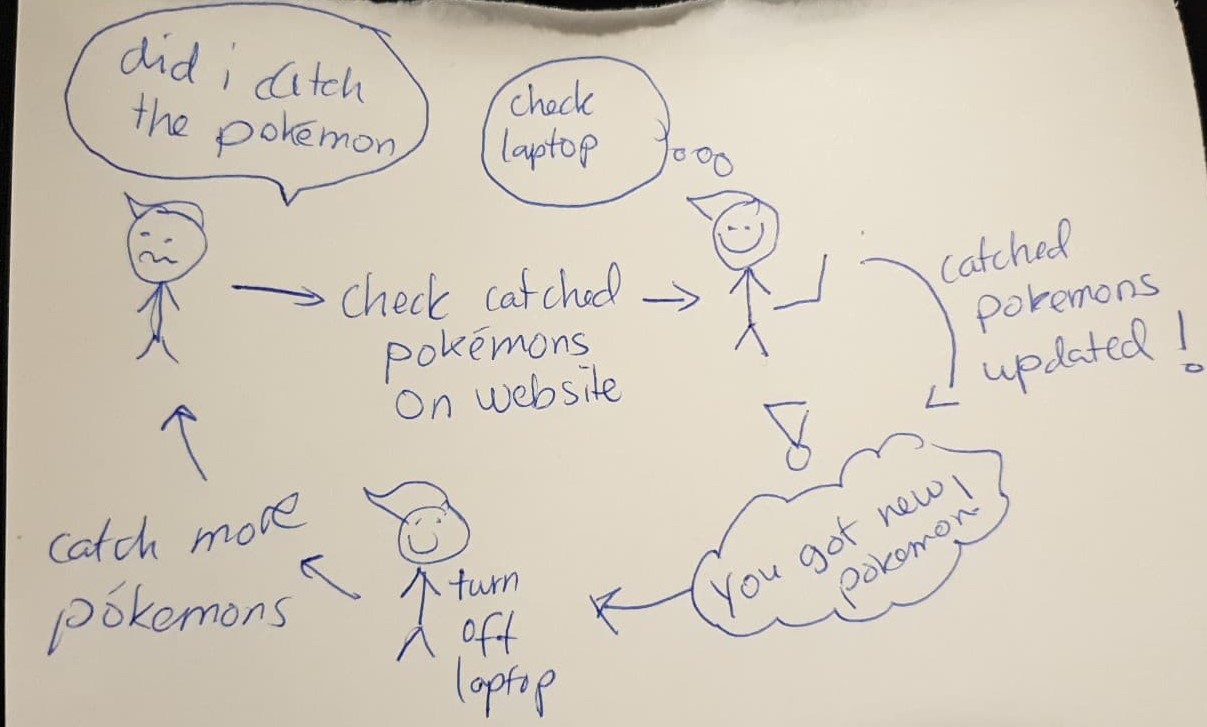 did i catch
the pokémon
check
laptop
check catched
pokémons
on website
catched
pokemons
updated!
!
You got new
pokemon!
turn
off
laptop
catch more
pókemons